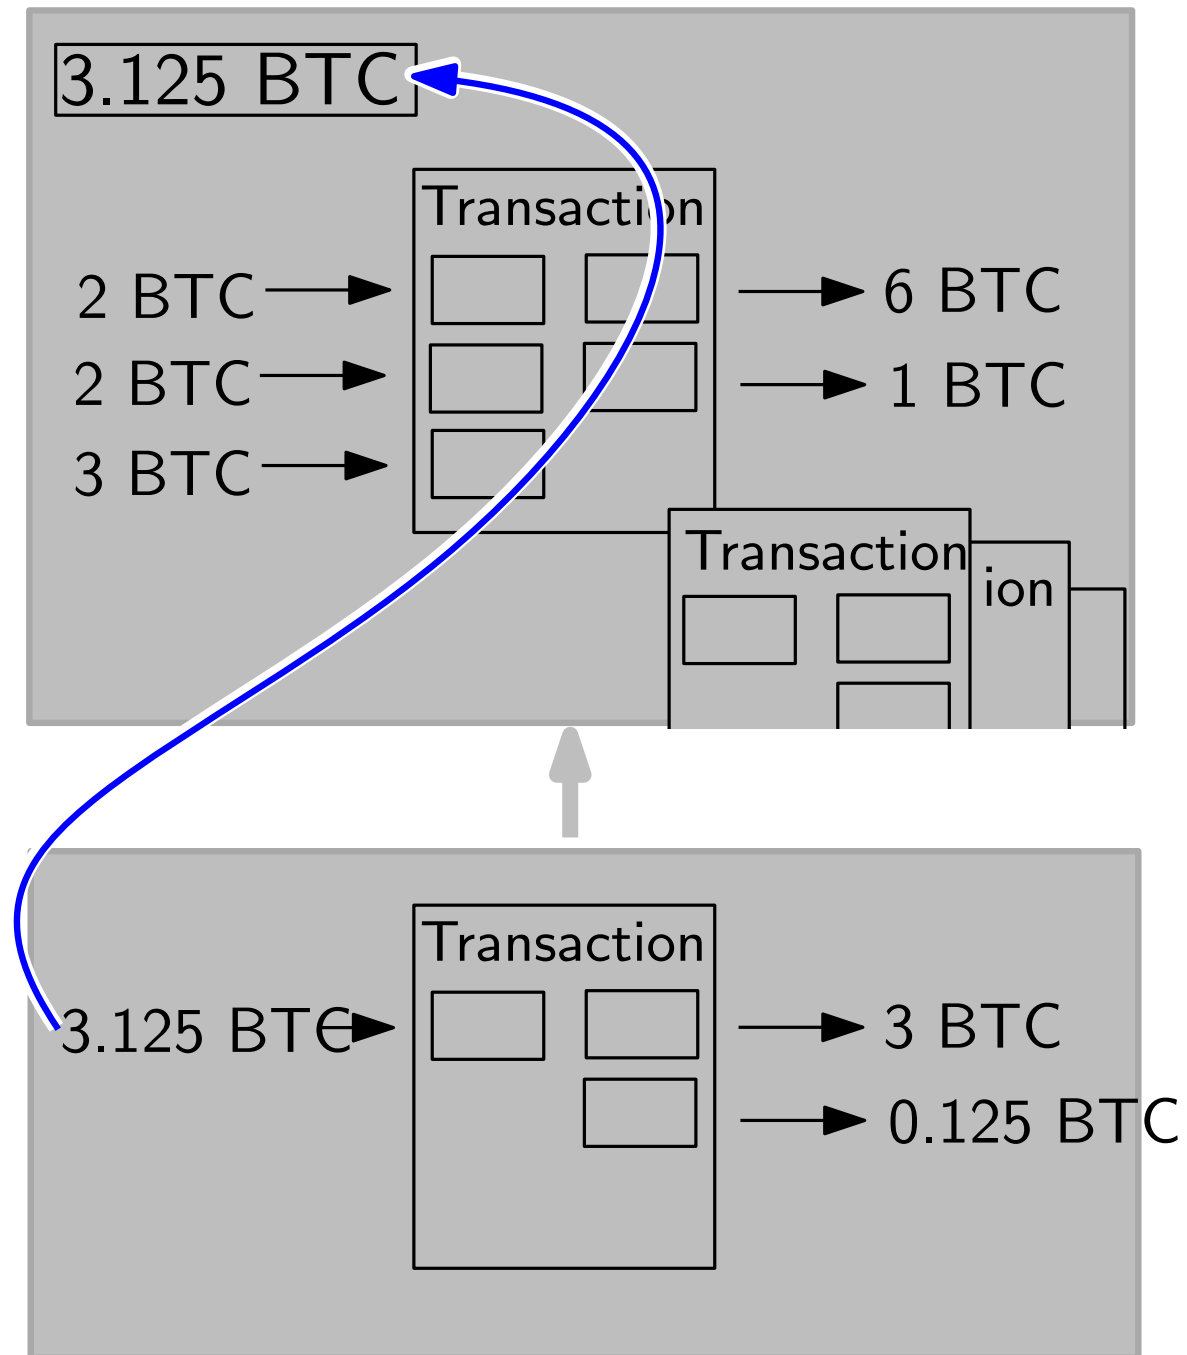 3.125 BTC
Transaction
2 BTC
6 BTC
2 BTC
1 BTC
3 BTC
Transaction
ion
Transaction
3.125 BTC
3 BTC
0.125 BTC